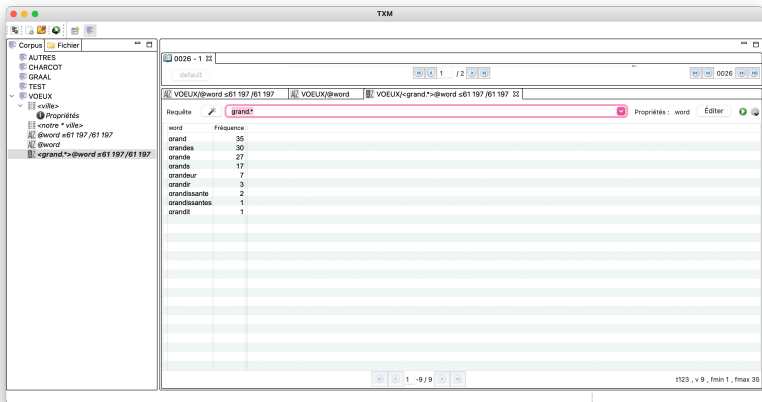 TXM
Corpus Fichier
AUTRES
CHARCOT
GRAAL
TEST
VOEUX
<ville>
Propriétés
<notre * ville>
@word ≤61 197 /61 197
@word
<grand.*>@word ≤61 197 /61 197
0026 - 1
default
1 / 2
0026
VOEUX/@word ≤61 197 /61 197 VOEUX/@word VOEUX/<grand.*>@word ≤61 197 /61 197
Requête grand.* Propriétés : word Éditer
word Fréquence
grand 35
grandes 30
grande 27
grands 17
grandeur 7
grandir 3
grandissante 2
grandissantes 1
grandit 1
1 -9 / 9
t123 , v 9 , fmin 1 , fmax 35